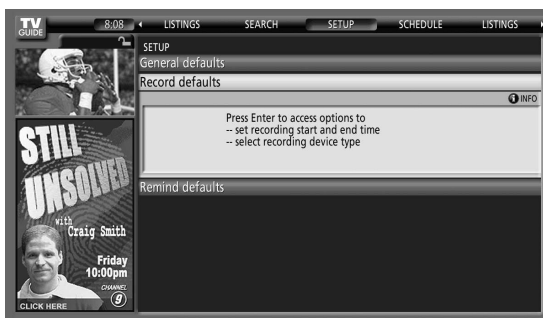 TV
GUIDE
8:08
LISTINGS SEARCH SETUP SCHEDULE LISTINGS
SETUP
General defaults
Record defaults
i INFO
Press Enter to access options to
-- set recording start and end time
-- select recording device type
Remind defaults
STILL
UNSOLVED
with
Craig Smith
Friday
10:00pm
CHANNEL
9
CLICK HERE